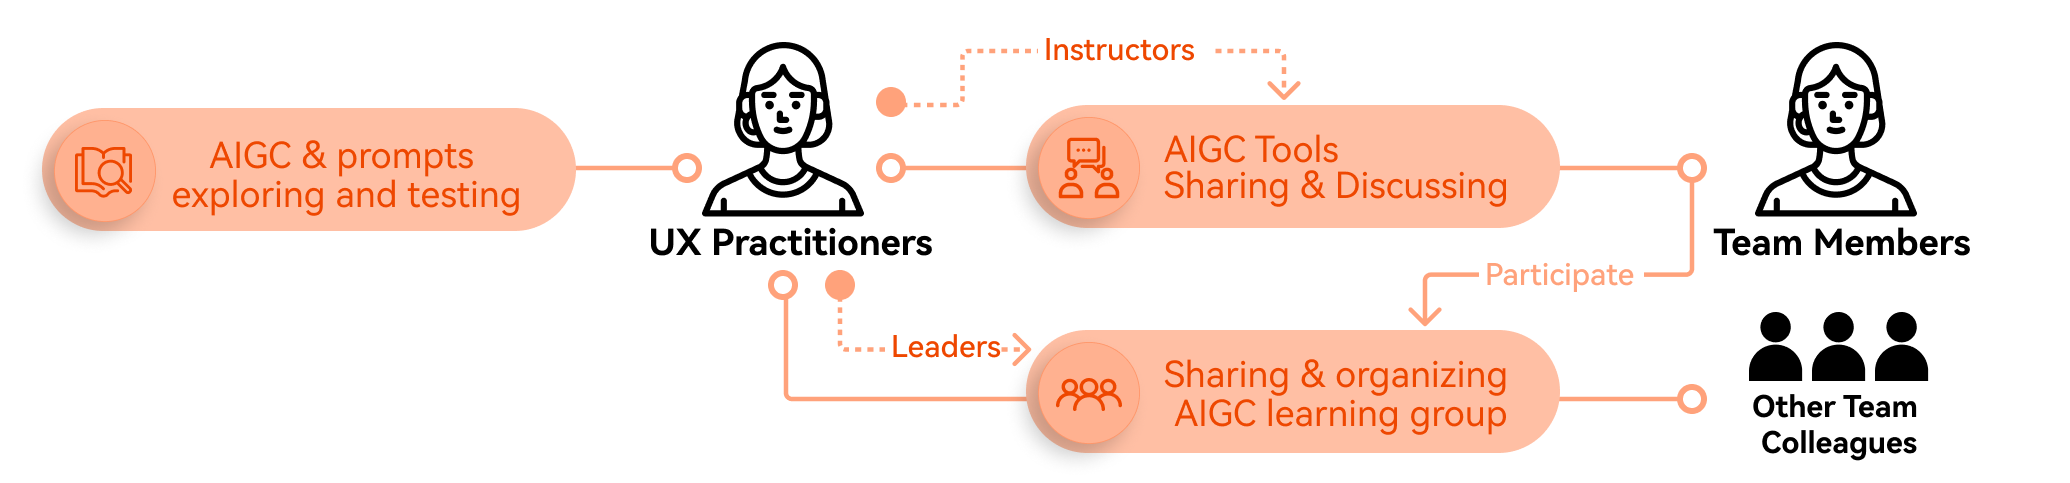 Instructors
AIGC & prompts
exploring and testing
AIGC Tools
Sharing & Discussing
UX Practitioners
Team Members
Participate
Leaders
Sharing & organizing
AIGC learning group
Other Team
Colleagues